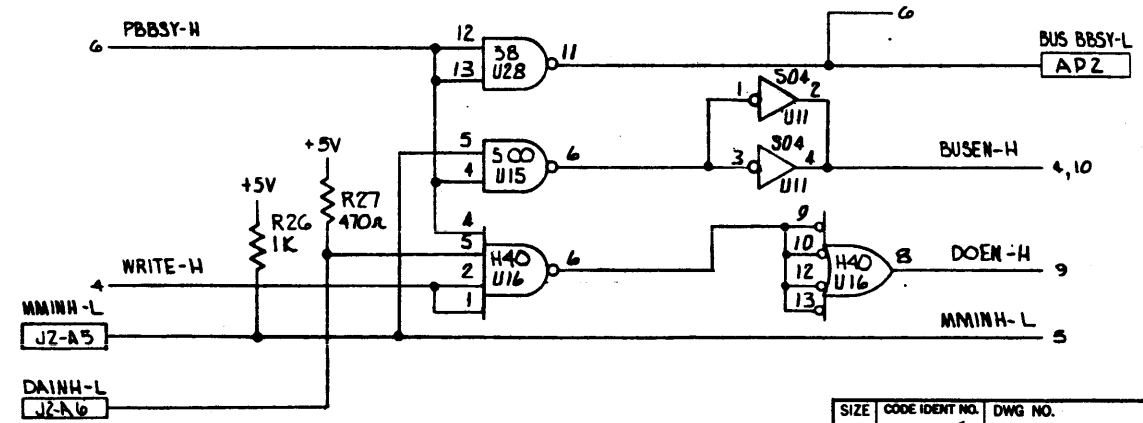 6
PBBSY-H
12
13
38
U28
11
6
BUS BBSY-L
AP2
1
S04
2
U11
5
4
S00
U15
6
3
S04
4
U11
BUSEN-H
4,10
+5V
R27
470Ω
+5V
R26
1K
4
5
2
1
H40
U16
6
9
10
12
13
H40
U16
8
DOEN-H
9
4
WRITE-H
MMINH-L
J2-A5
MMINH-L
5
DAINH-L
J2-A6
SIZE
CODE IDENT NO.
DWG NO.